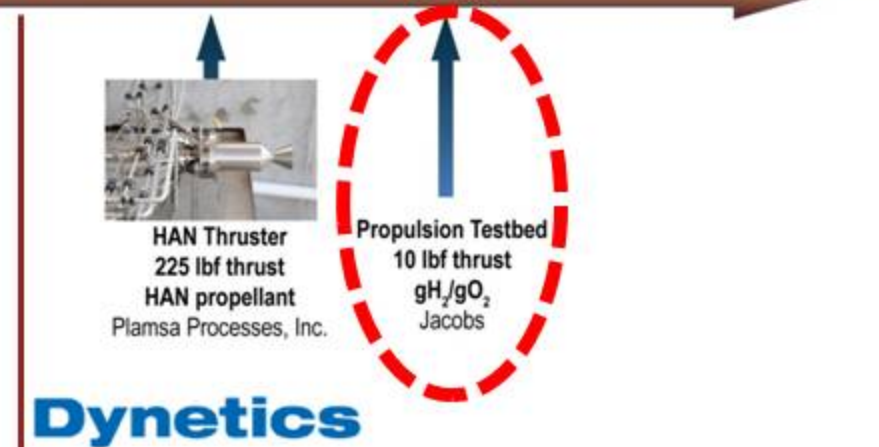 HAN Thruster
225 lbf thrust
HAN propellant
Plamsa Processes, Inc.
Propulsion Testbed
10 lbf thrust
gH₂/gO₂
Jacobs
Dynetics